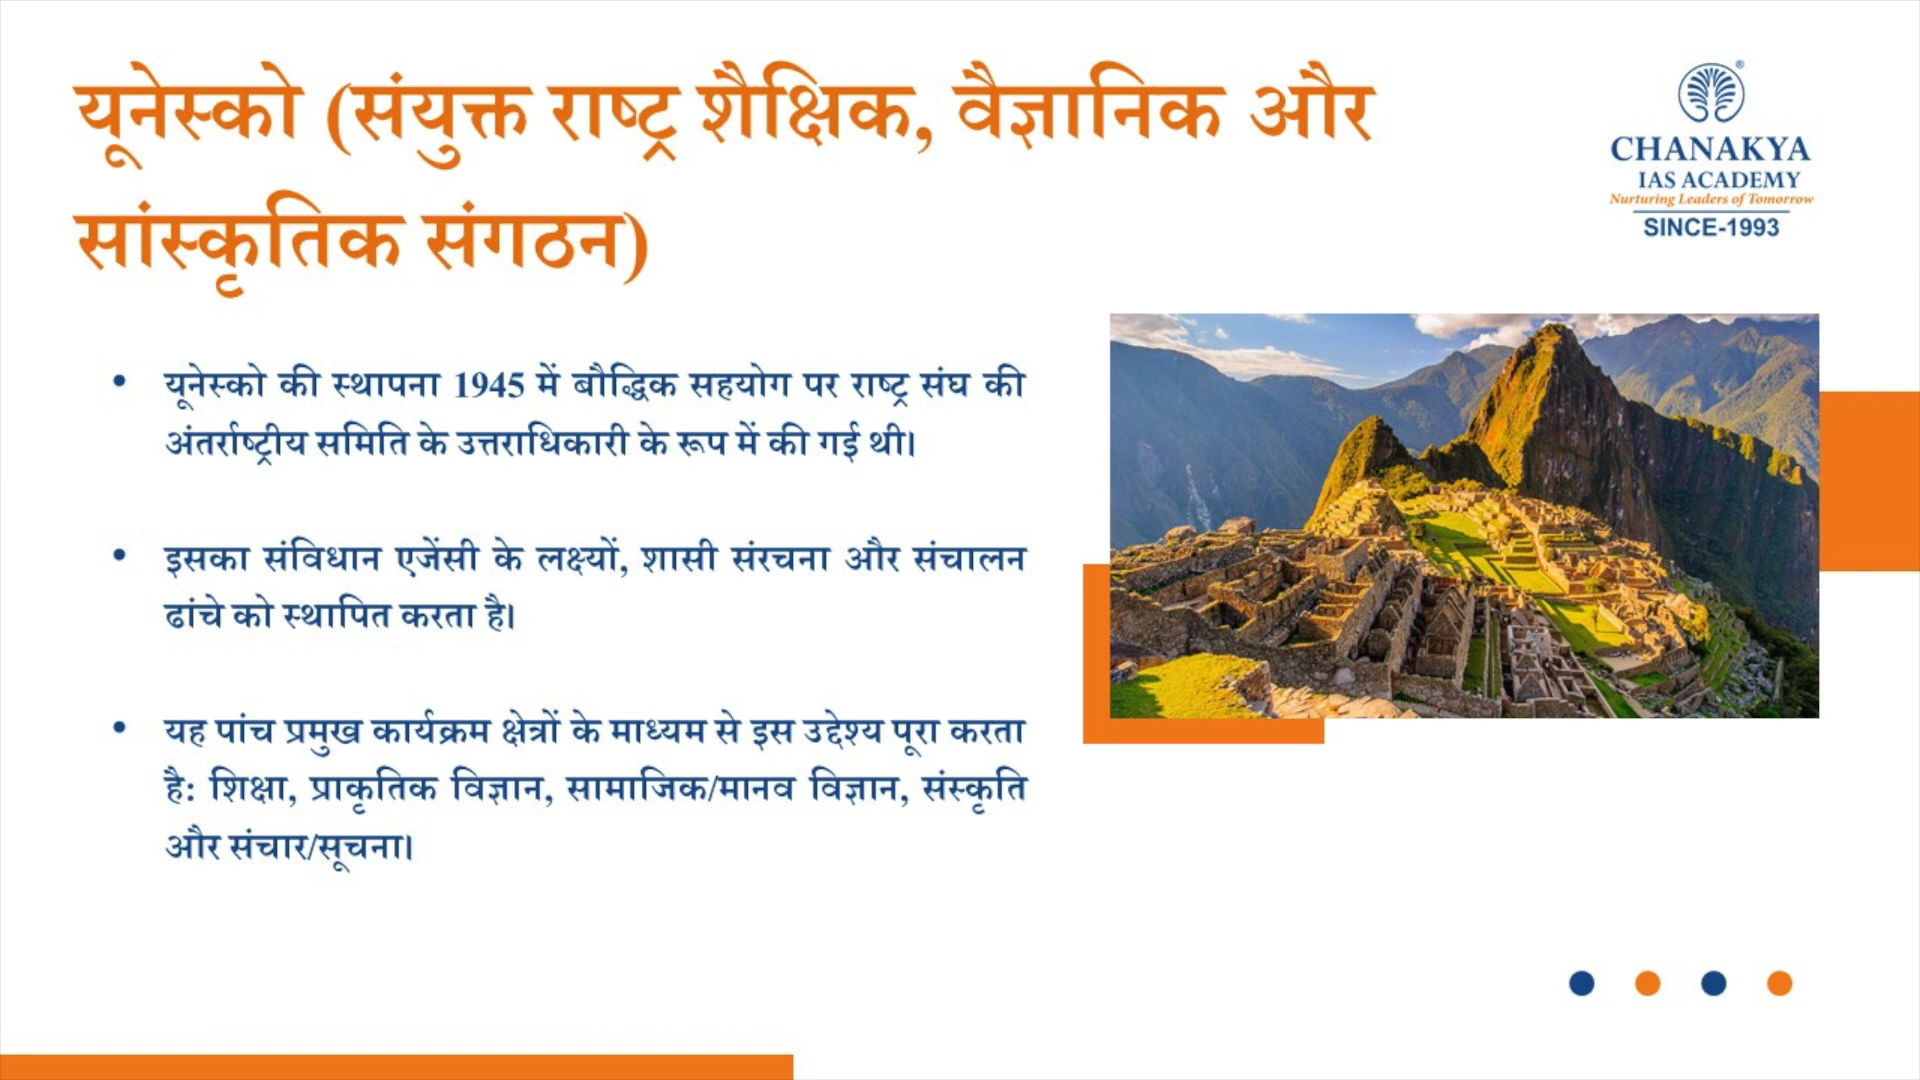 यूनेस्को (संयुक्त राष्ट्र शैक्षिक, वैज्ञानिक और
सांस्कृतिक संगठन)
®
CHANAKYA
IAS ACADEMY
Nurturing Leaders of Tomorrow
SINCE-1993
• यूनेस्को की स्थापना 1945 में बौद्धिक सहयोग पर राष्ट्र संघ की
अंतर्राष्ट्रीय समिति के उत्तराधिकारी के रूप में की गई थी।
• इसका संविधान एजेंसी के लक्ष्यों, शासी संरचना और संचालन
ढांचे को स्थापित करता है।
• यह पांच प्रमुख कार्यक्रम क्षेत्रों के माध्यम से इस उद्देश्य पूरा करता
है: शिक्षा, प्राकृतिक विज्ञान, सामाजिक/मानव विज्ञान, संस्कृति
और संचार/सूचना।